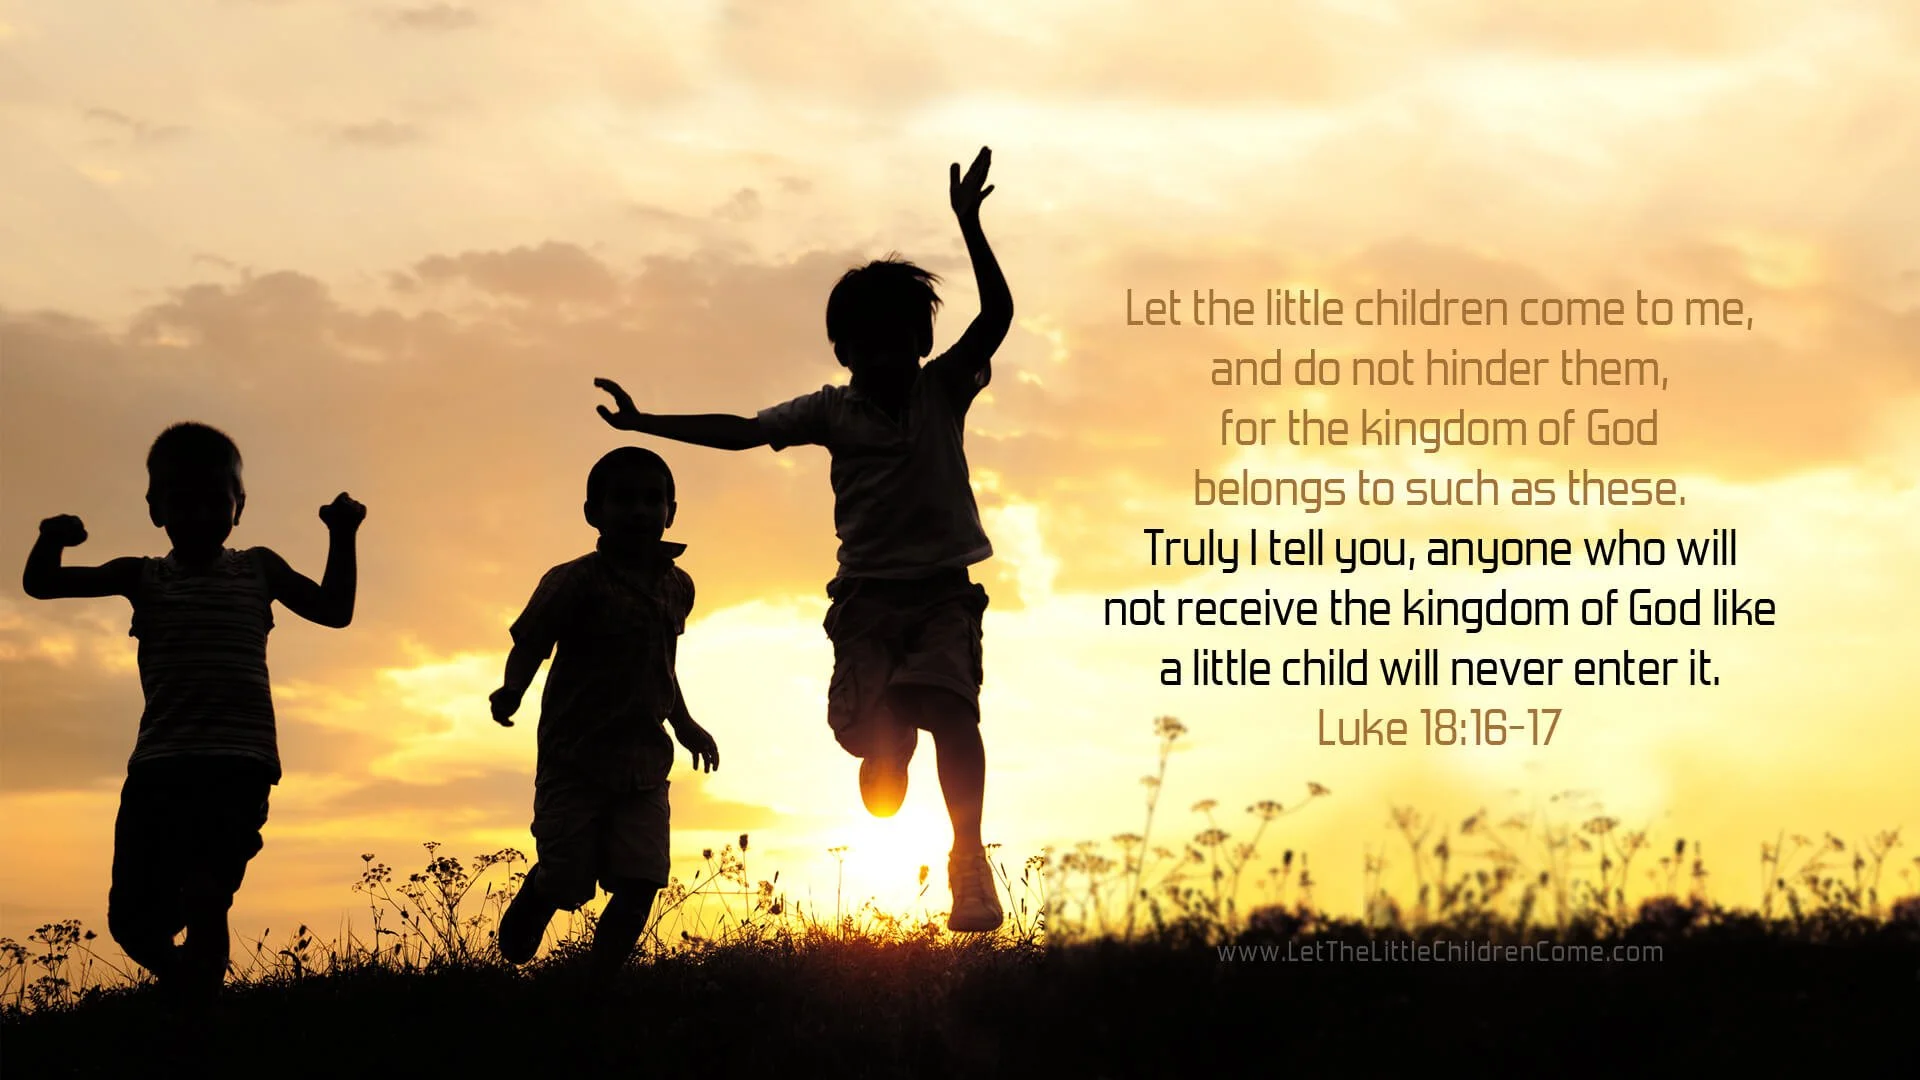 Let the little children come to me,
and do not hinder them,
for the kingdom of God
belongs to such as these.
Truly I tell you, anyone who will
not receive the kingdom of God like
a little child will never enter it.
Luke 18:16-17
www.LetTheLittleChildrenCome.com